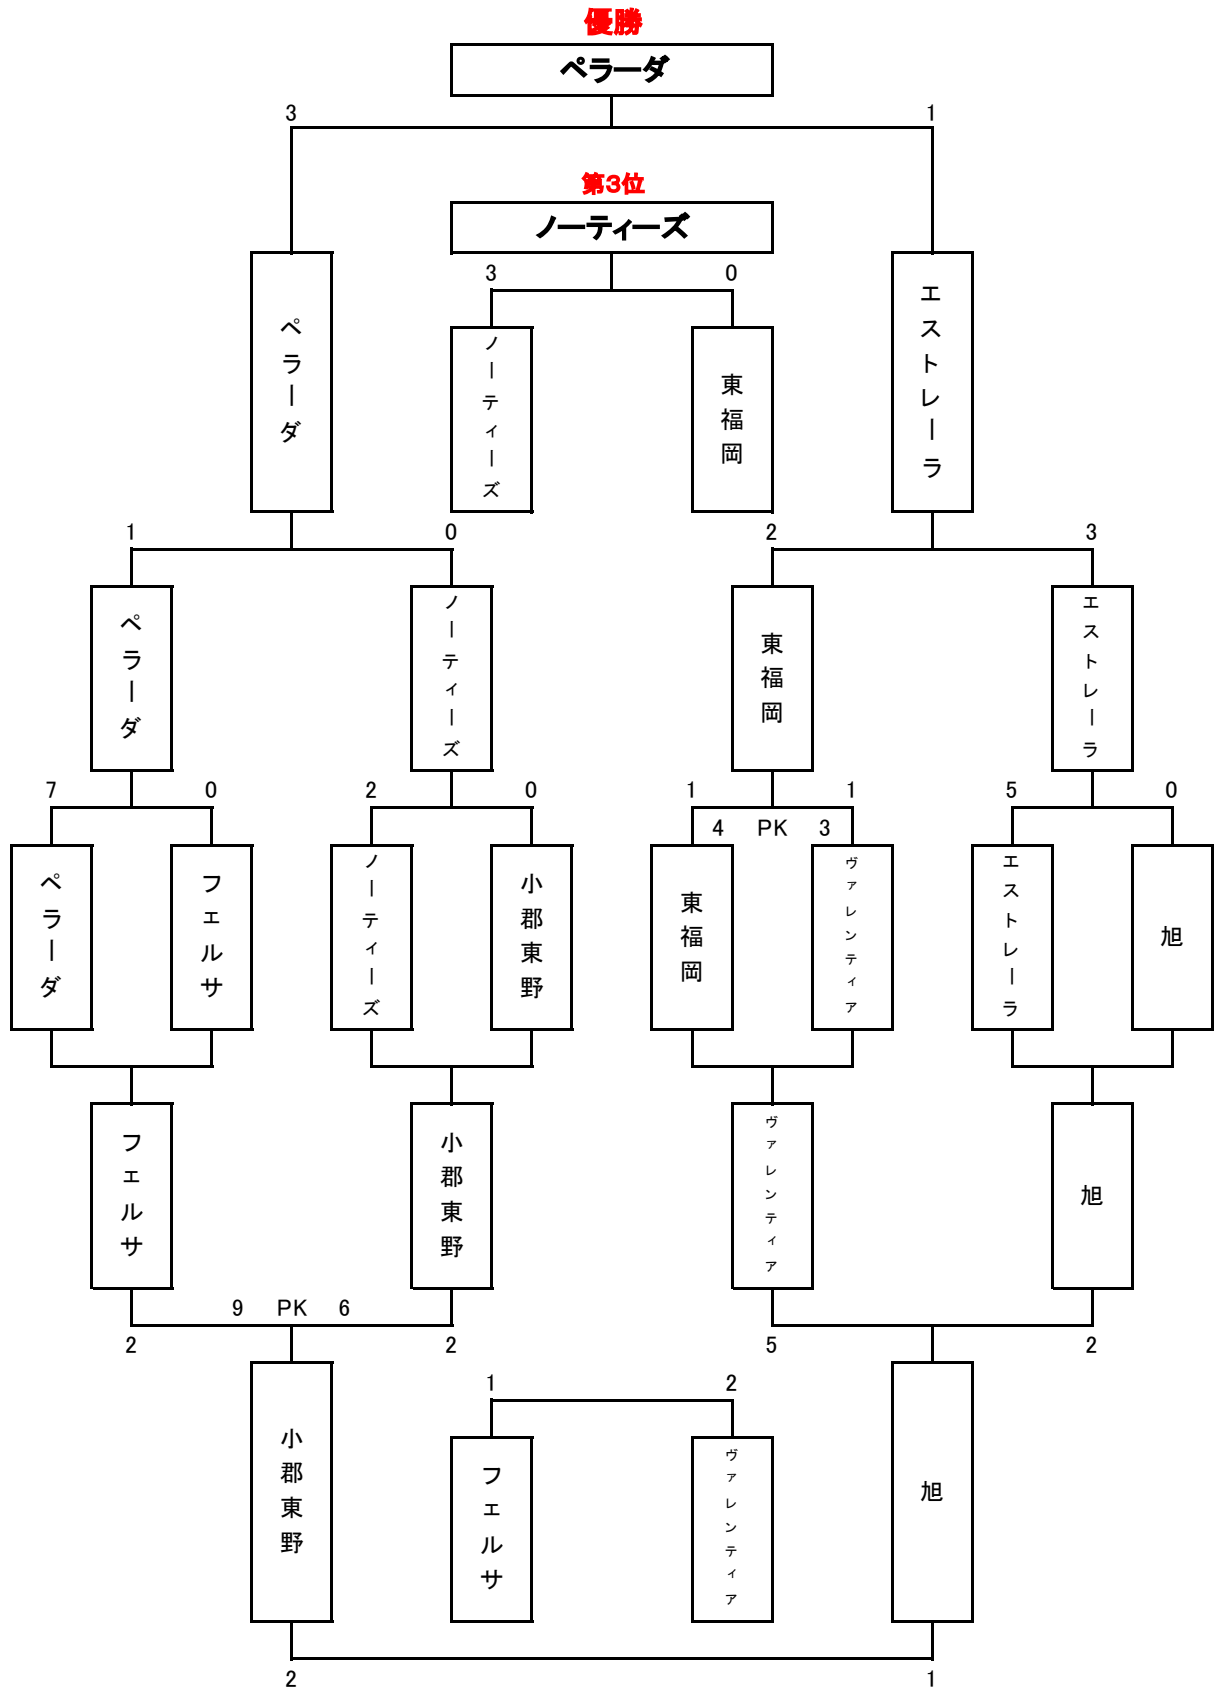 優勝
ペラーダ
3 1
第3位
ノーティーズ
3 0
ペラーダ
ノーティーズ
東福岡
エストレーラ
1 0 2 3
ペラーダ
ノーティーズ
東福岡
エストレーラ
7 0 2 0 1 1 5 0
4 PK 3
ペラーダ
フェルサ
ノーティーズ
小郡東野
東福岡
ヴァレンティア
エストレーラ
旭
フェルサ
小郡東野
ヴァレンティア
旭
9 PK 6
2 2 5 2
1 2
小郡東野
フェルサ
ヴァレンティア
旭
2 1